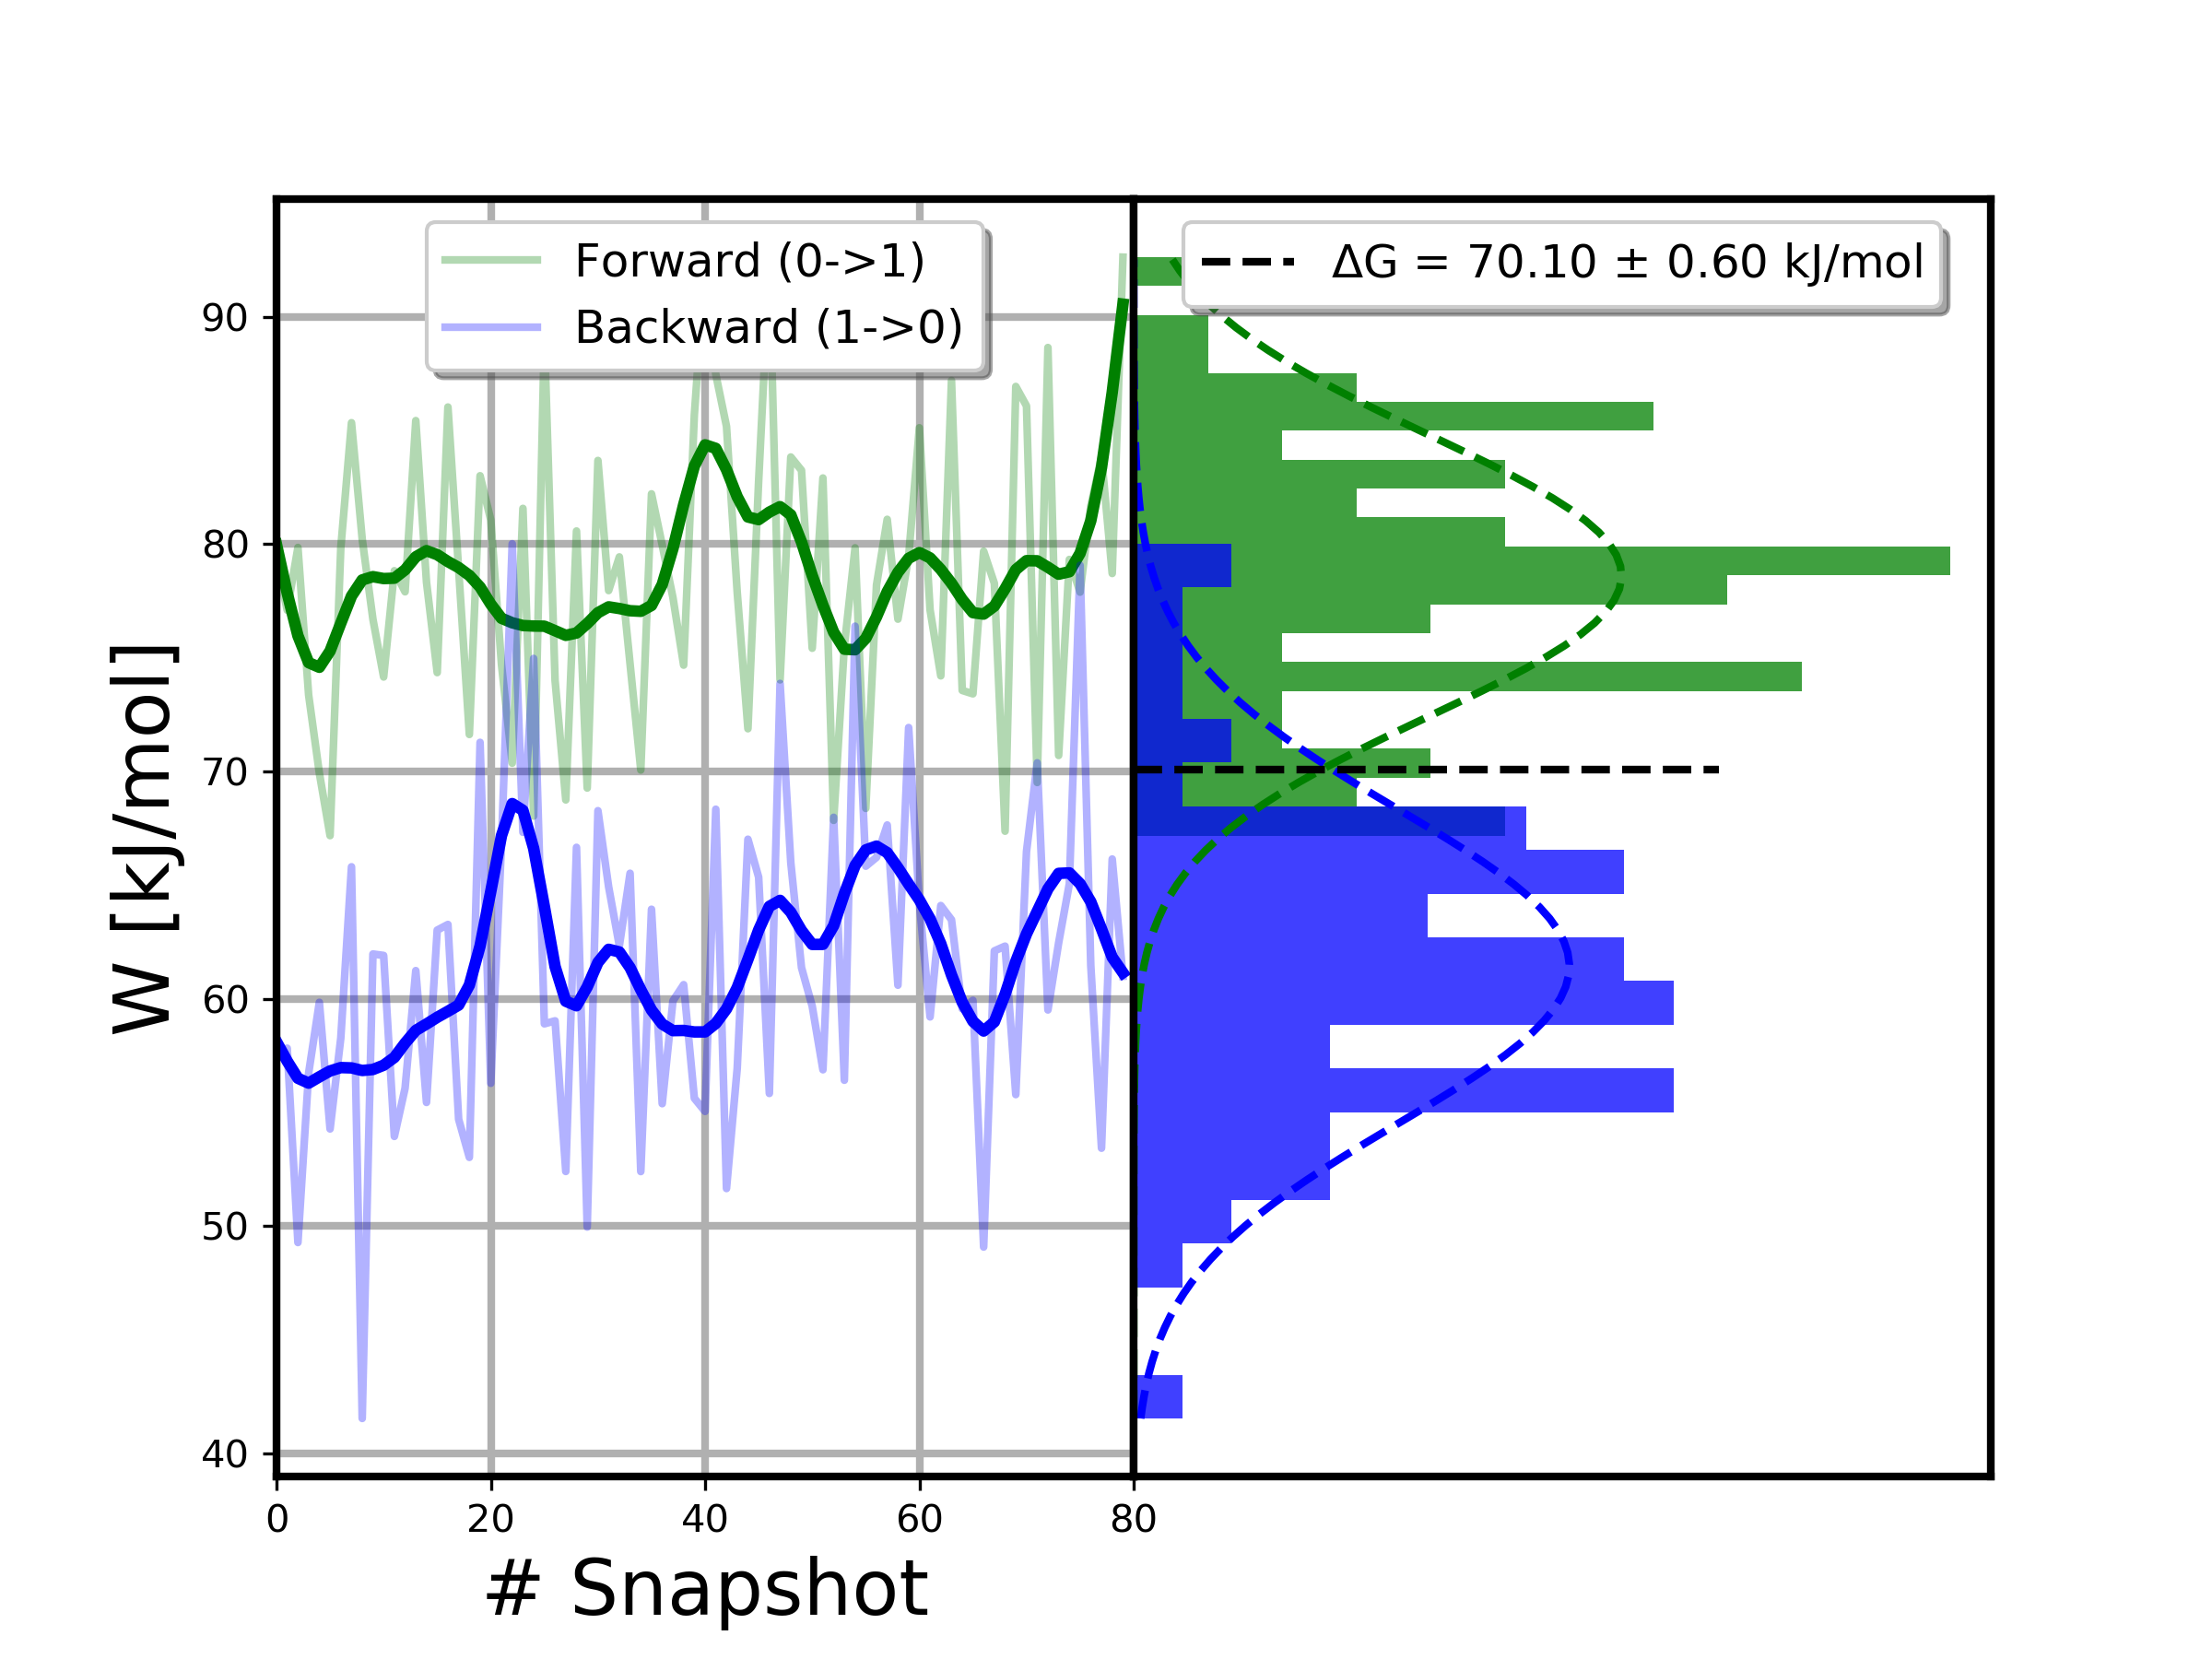 Forward (0->1)
Backward (1->0)
ΔG = 70.10 ± 0.60 kJ/mol
W [kJ/mol]
90
80
70
60
50
40
0 20 40 60 80
# Snapshot